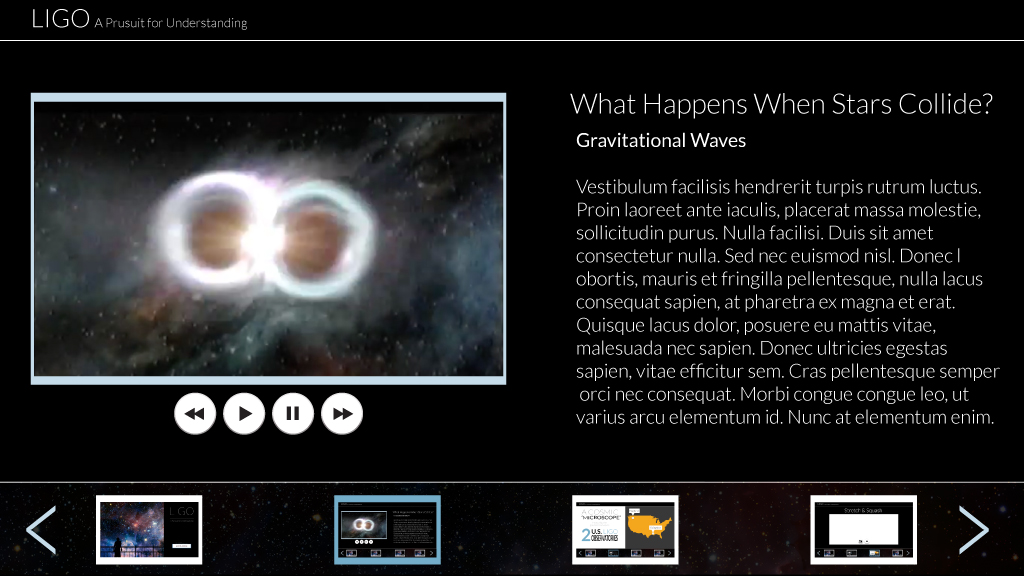 LIGO A Prusuit for Understanding
What Happens When Stars Collide?
Gravitational Waves
Vestibulum facilisis hendrerit turpis rutrum luctus.
Proin laoreet ante iaculis, placerat massa molestie,
sollicitudin purus. Nulla facilisi. Duis sit amet
consectetur nulla. Sed nec euismod nisl. Donec l
obortis, mauris et fringilla pellentesque, nulla lacus
consequat sapien, at pharetra ex magna et erat.
Quisque lacus dolor, posuere eu mattis vitae,
malesuada nec sapien. Donec ultricies egestas
sapien, vitae efficitur sem. Cras pellentesque semper
orci nec consequat. Morbi congue congue leo, ut
varius arcu elementum id. Nunc at elementum enim.
LIGO
A COSMIC
"MICROSCOPE"
2 U.S. LIGO
OBSERVATORIES
Stretch & Squash